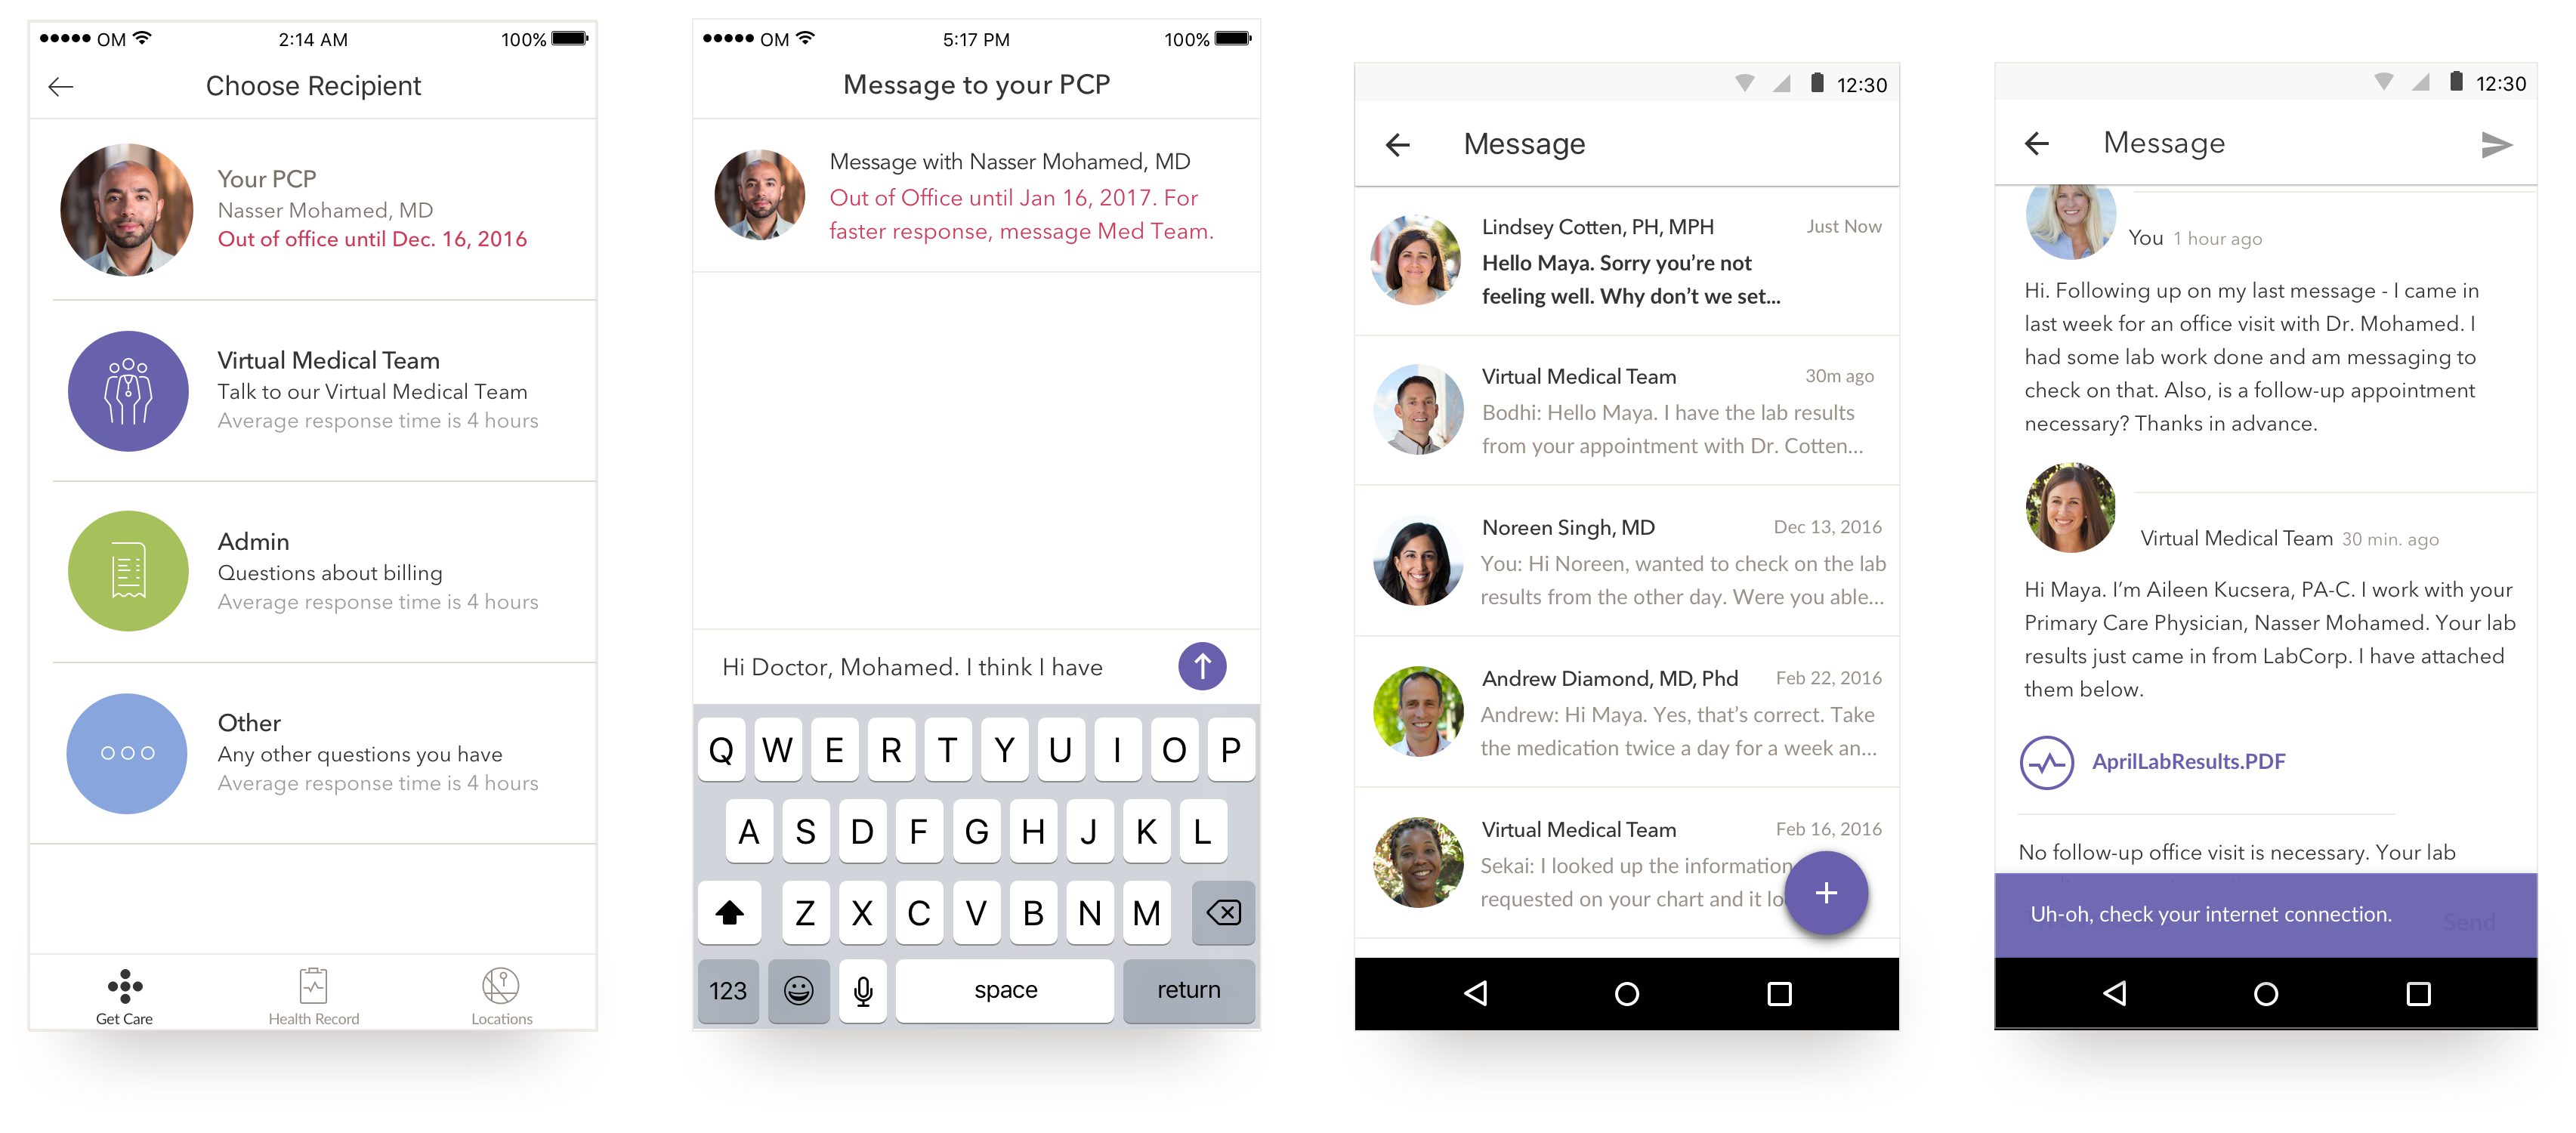 OM
2:14 AM
100%
Choose Recipient
Your PCP
Nasser Mohamed, MD
Out of office until Dec. 16, 2016
Virtual Medical Team
Talk to our Virtual Medical Team
Average response time is 4 hours
Admin
Questions about billing
Average response time is 4 hours
Other
Any other questions you have
Average response time is 4 hours
Get Care
Health Record
Locations
OM
5:17 PM
100%
Message to your PCP
Message with Nasser Mohamed, MD
Out of Office until Jan 16, 2017. For
faster response, message Med Team.
Hi Doctor, Mohamed. I think I have
Q W E R T Y U I O P
A S D F G H J K L
Z X C V B N M
123
space
return
12:30
Message
Lindsey Cotten, PH, MPH
Just Now
Hello Maya. Sorry you’re not
feeling well. Why don’t we set...
Virtual Medical Team
30m ago
Bodhi: Hello Maya. I have the lab results
from your appointment with Dr. Cotten...
Noreen Singh, MD
Dec 13, 2016
You: Hi Noreen, wanted to check on the lab
results from the other day. Were you able...
Andrew Diamond, MD, Phd
Feb 22, 2016
Andrew: Hi Maya. Yes, that’s correct. Take
the medication twice a day for a week an...
Virtual Medical Team
Feb 16, 2016
Sekai: I looked up the information
requested on your chart and it lo
12:30
Message
You 1 hour ago
Hi. Following up on my last message - I came in
last week for an office visit with Dr. Mohamed. I
had some lab work done and am messaging to
check on that. Also, is a follow-up appointment
necessary? Thanks in advance.
Virtual Medical Team 30 min. ago
Hi Maya. I’m Aileen Kucsera, PA-C. I work with your
Primary Care Physician, Nasser Mohamed. Your lab
results just came in from LabCorp. I have attached
them below.
AprilLabResults.PDF
No follow-up office visit is necessary. Your lab
Uh-oh, check your internet connection.
Send